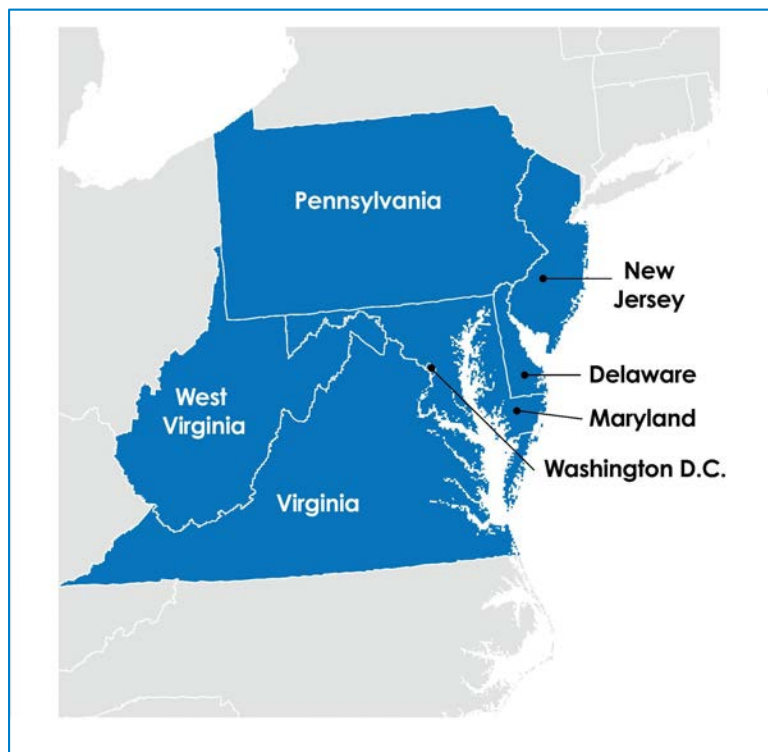 Pennsylvania
New
Jersey
West
Virginia
Delaware
Maryland
Washington D.C.
Virginia